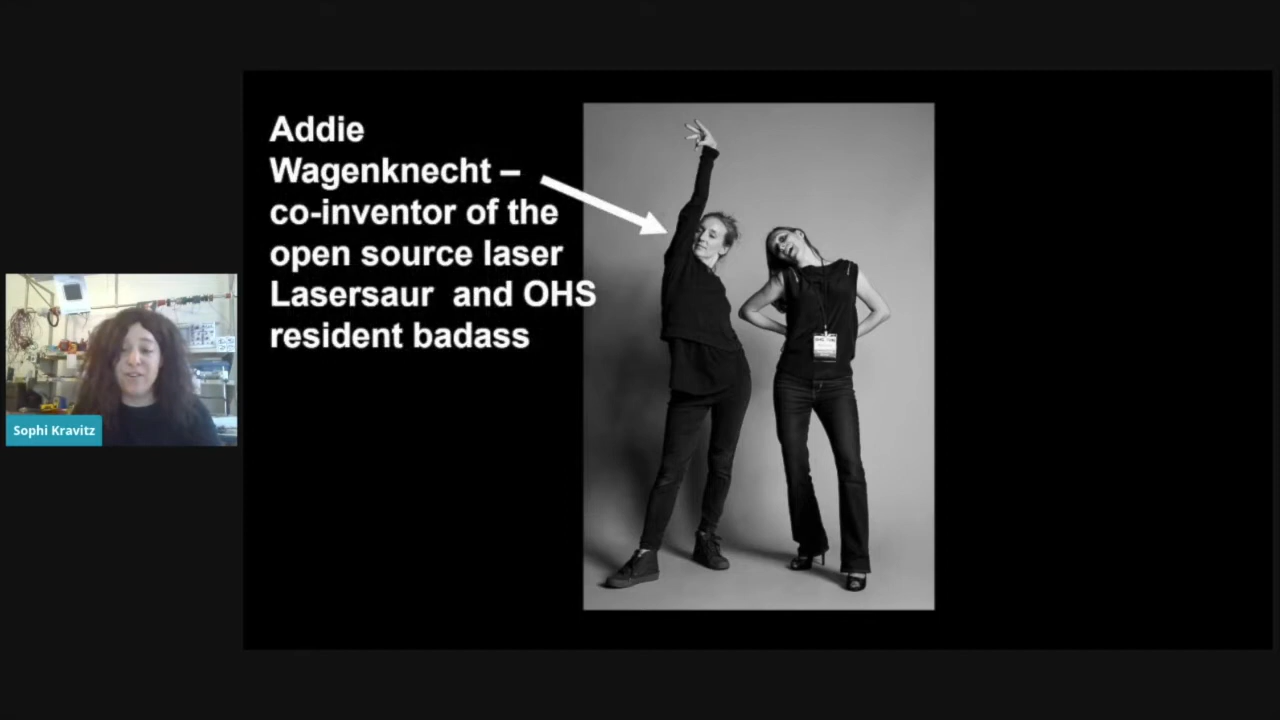 Addie
Wagenknecht –
co-inventor of the
open source laser
Lasersaur  and OHS
resident badass
Sophi Kravitz